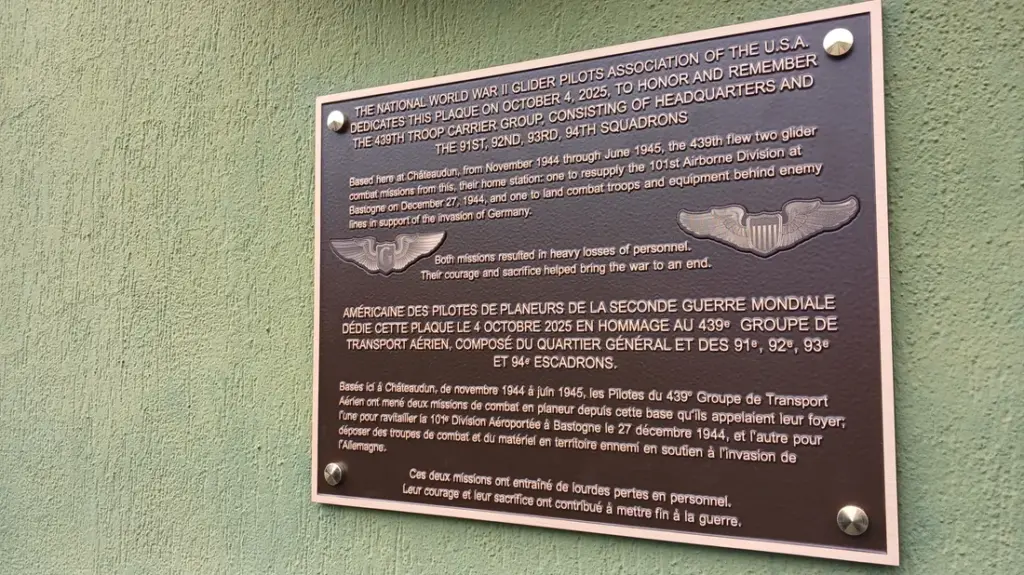 THE NATIONAL WORLD WAR II GLIDER PILOTS ASSOCIATION OF THE U.S.A.
DEDICATES THIS PLAQUE ON OCTOBER 4, 2025, TO HONOR AND REMEMBER
THE 439TH TROOP CARRIER GROUP, CONSISTING OF HEADQUARTERS AND
THE 91ST, 92ND, 93RD, 94TH SQUADRONS
Based here at Châteaudun, from November 1944 through June 1945, the 439th flew two glider
combat missions from this, their home station: one to resupply the 101st Airborne Division at
Bastogne on December 27, 1944, and one to land combat troops and equipment behind enemy
lines in support of the invasion of Germany.
G
Both missions resulted in heavy losses of personnel.
Their courage and sacrifice helped bring the war to an end.
AMÉRICAINE DES PILOTES DE PLANEURS DE LA SECONDE GUERRE MONDIALE
DÉDIE CETTE PLAQUE LE 4 OCTOBRE 2025 EN HOMMAGE AU 439ᵉ GROUPE DE
TRANSPORT AÉRIEN, COMPOSÉ DU QUARTIER GÉNÉRAL ET DES 91ᵉ, 92ᵉ, 93ᵉ
ET 94ᵉ ESCADRONS.
Basés ici à Châteaudun, de novembre 1944 à juin 1945, les Pilotes du 439ᵉ Groupe de Transport
Aérien ont mené deux missions de combat en planeur depuis cette base qu'ils appelaient leur foyer;
l'une pour ravitailler la 101ᵉ Division Aéroportée à Bastogne le 27 décembre 1944, et l'autre pour
déposer des troupes de combat et du matériel en territoire ennemi en soutien à l'invasion de
l'Allemagne.
Ces deux missions ont entraîné de lourdes pertes en personnel.
Leur courage et leur sacrifice ont contribué à mettre fin à la guerre.